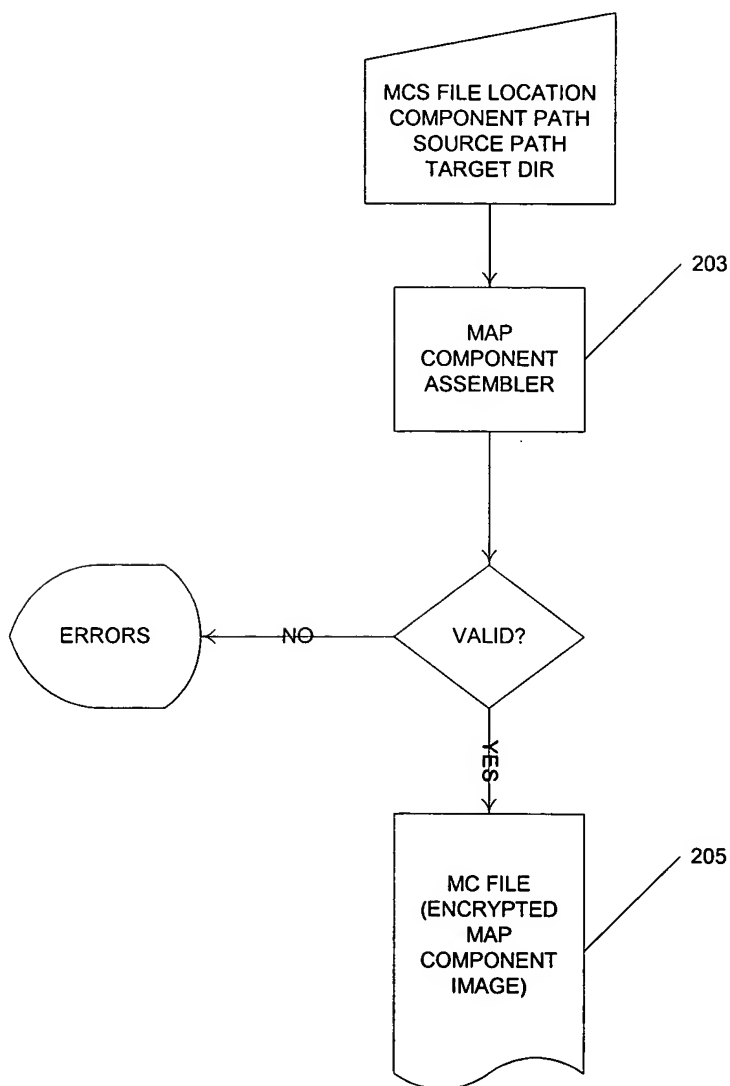 MCS FILE LOCATION
COMPONENT PATH
SOURCE PATH
TARGET DIR
203
MAP
COMPONENT
ASSEMBLER
ERRORS
NO
VALID?
YES
205
MC FILE
(ENCRYPTED
MAP
COMPONENT
IMAGE)